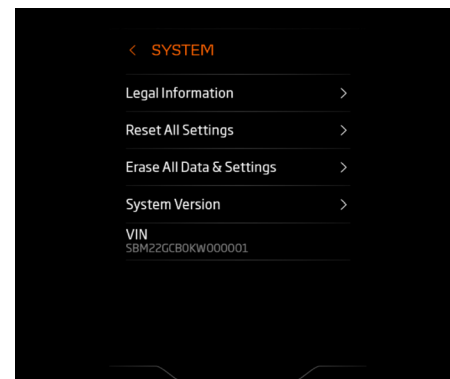 SYSTEM
Legal Information
Reset All Settings
Erase All Data & Settings
System Version
VIN
SBM22GCB0KW000001